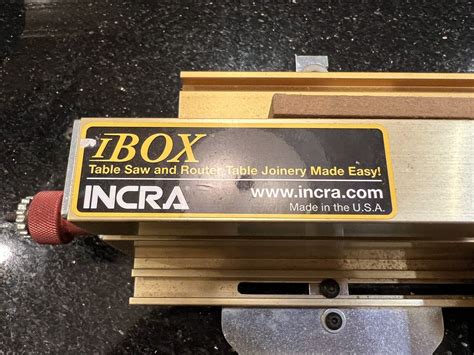 iBOX
Table Saw and Router Table Joinery Made Easy!
INCRA www.incra.com
Made in the U.S.A.